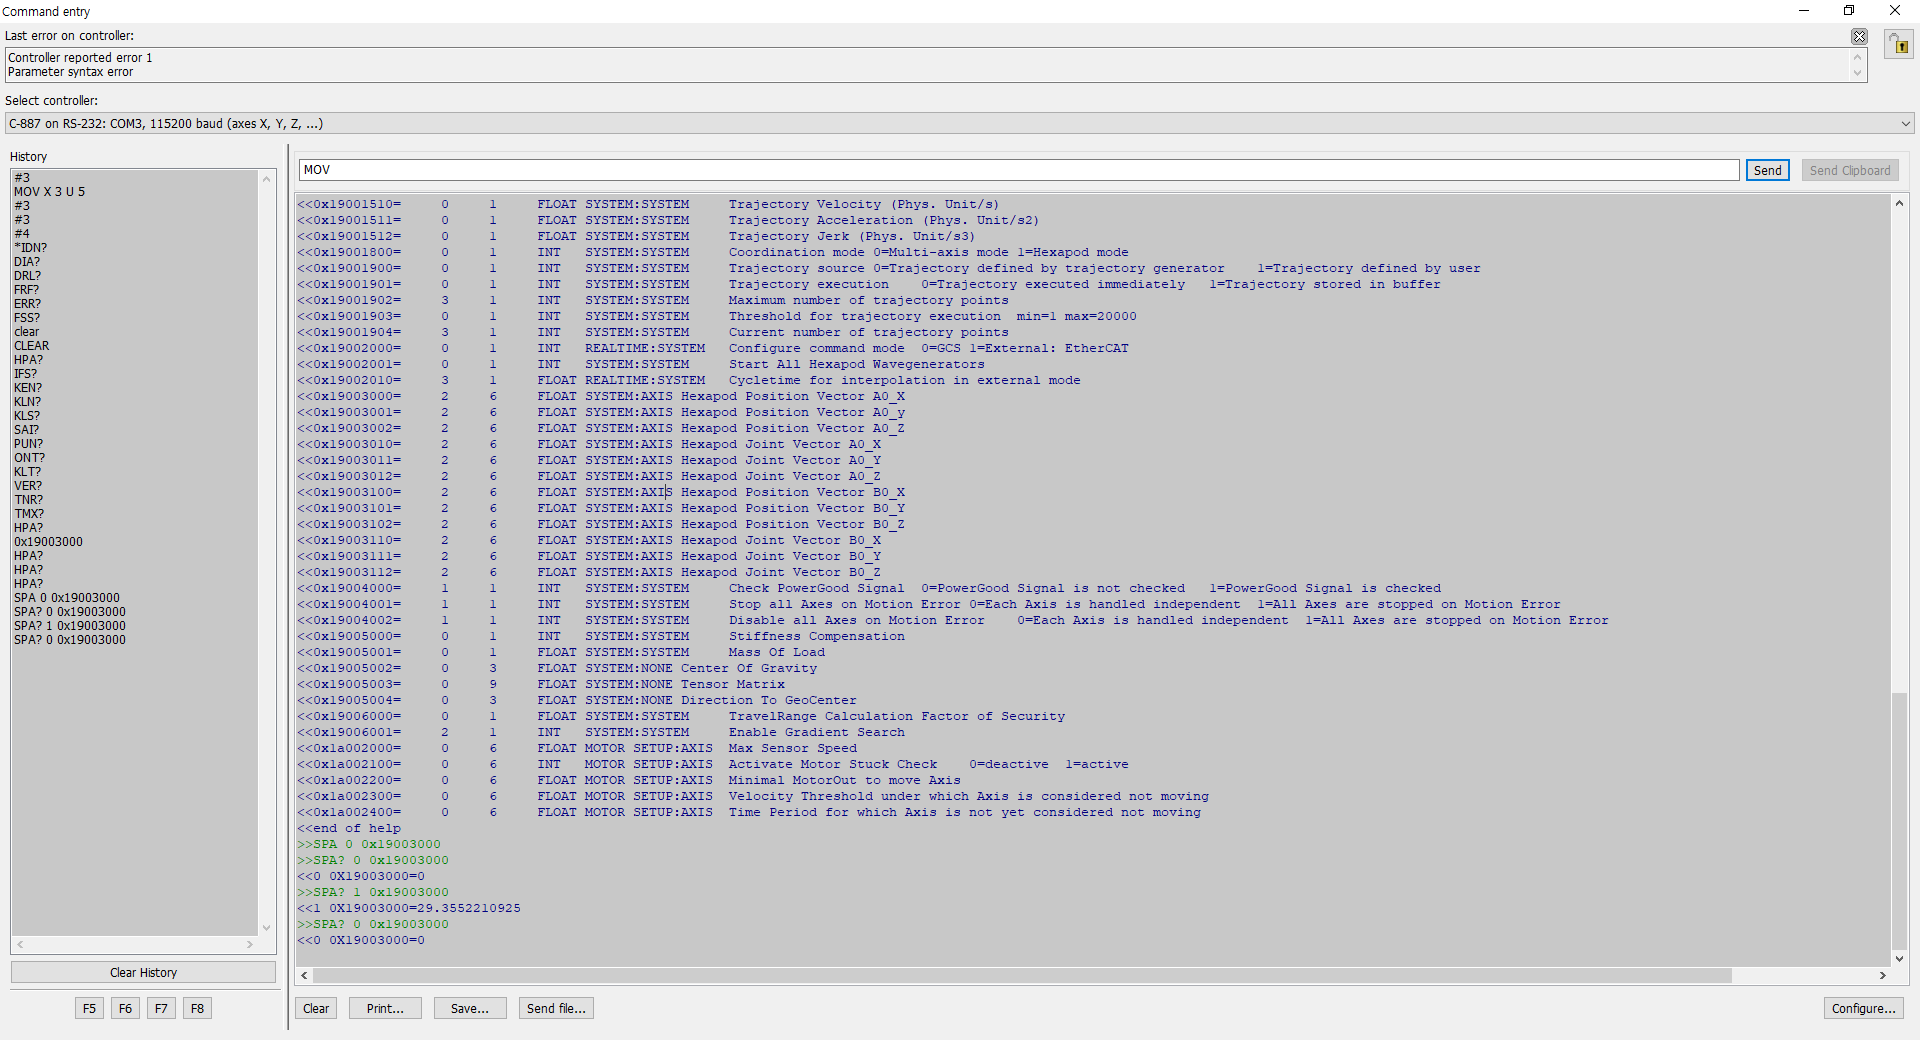 Command entry
Last error on controller:
Controller reported error 1
Parameter syntax error
Select controller:
C-887 on RS-232: COM3, 115200 baud (axes X, Y, Z, ...)
History
#3
MOV X 3 U 5
#3
#3
#4
*IDN?
DIA?
DRL?
FRF?
ERR?
FSS?
clear
CLEAR
HPA?
IFS?
KEN?
KLN?
KLS?
SAI?
PUN?
ONT?
KLT?
VER?
TNR?
TMX?
HPA?
0x19003000
HPA?
HPA?
HPA?
SPA 0 0x19003000
SPA? 0 0x19003000
SPA? 1 0x19003000
SPA? 0 0x19003000
Clear History
F5 F6 F7 F8
MOV
Send Send Clipboard
<<0x19001510= 0 1 FLOAT SYSTEM:SYSTEM Trajectory Velocity (Phys. Unit/s)
<<0x19001511= 0 1 FLOAT SYSTEM:SYSTEM Trajectory Acceleration (Phys. Unit/s2)
<<0x19001512= 0 1 FLOAT SYSTEM:SYSTEM Trajectory Jerk (Phys. Unit/s3)
<<0x19001800= 0 1 INT SYSTEM:SYSTEM Coordination mode 0=Multi-axis mode 1=Hexapod mode
<<0x19001900= 0 1 INT SYSTEM:SYSTEM Trajectory source 0=Trajectory defined by trajectory generator 1=Trajectory defined by user
<<0x19001901= 0 1 INT SYSTEM:SYSTEM Trajectory execution 0=Trajectory executed immediately 1=Trajectory stored in buffer
<<0x19001902= 3 1 INT SYSTEM:SYSTEM Maximum number of trajectory points
<<0x19001903= 0 1 INT SYSTEM:SYSTEM Threshold for trajectory execution min=1 max=20000
<<0x19001904= 3 1 INT SYSTEM:SYSTEM Current number of trajectory points
<<0x19002000= 0 1 INT REALTIME:SYSTEM Configure command mode 0=GCS 1=External: EtherCAT
<<0x19002001= 0 1 INT SYSTEM:SYSTEM Start All Hexapod Wavegenerators
<<0x19002010= 3 1 FLOAT REALTIME:SYSTEM Cycletime for interpolation in external mode
<<0x19003000= 2 6 FLOAT SYSTEM:AXIS Hexapod Position Vector A0_X
<<0x19003001= 2 6 FLOAT SYSTEM:AXIS Hexapod Position Vector A0_y
<<0x19003002= 2 6 FLOAT SYSTEM:AXIS Hexapod Position Vector A0_Z
<<0x19003010= 2 6 FLOAT SYSTEM:AXIS Hexapod Joint Vector A0_X
<<0x19003011= 2 6 FLOAT SYSTEM:AXIS Hexapod Joint Vector A0_Y
<<0x19003012= 2 6 FLOAT SYSTEM:AXIS Hexapod Joint Vector A0_Z
<<0x19003100= 2 6 FLOAT SYSTEM:AXIS Hexapod Position Vector B0_X
<<0x19003101= 2 6 FLOAT SYSTEM:AXIS Hexapod Position Vector B0_Y
<<0x19003102= 2 6 FLOAT SYSTEM:AXIS Hexapod Position Vector B0_Z
<<0x19003110= 2 6 FLOAT SYSTEM:AXIS Hexapod Joint Vector B0_X
<<0x19003111= 2 6 FLOAT SYSTEM:AXIS Hexapod Joint Vector B0_Y
<<0x19003112= 2 6 FLOAT SYSTEM:AXIS Hexapod Joint Vector B0_Z
<<0x19004000= 1 1 INT SYSTEM:SYSTEM Check PowerGood Signal 0=PowerGood Signal is not checked 1=PowerGood Signal is checked
<<0x19004001= 1 1 INT SYSTEM:SYSTEM Stop all Axes on Motion Error 0=Each Axis is handled independent 1=All Axes are stopped on Motion Error
<<0x19004002= 1 1 INT SYSTEM:SYSTEM Disable all Axes on Motion Error 0=Each Axis is handled independent 1=All Axes are stopped on Motion Error
<<0x19005000= 0 1 INT SYSTEM:SYSTEM Stiffness Compensation
<<0x19005001= 0 1 INT SYSTEM:SYSTEM Mass Of Load
<<0x19005002= 0 3 FLOAT SYSTEM:NONE Center Of Gravity
<<0x19005003= 0 9 FLOAT SYSTEM:NONE Tensor Matrix
<<0x19005004= 0 3 FLOAT SYSTEM:NONE Direction To GeoCenter
<<0x19006000= 0 1 FLOAT SYSTEM:SYSTEM TravelRange Calculation Factor of Security
<<0x19006001= 2 1 INT SYSTEM:SYSTEM Enable Gradient Search
<<0x1a002000= 0 6 FLOAT MOTOR SETUP:AXIS Max Sensor Speed
<<0x1a002100= 0 6 INT MOTOR SETUP:AXIS Activate Motor Stuck Check 0=deactive 1=active
<<0x1a002200= 0 6 FLOAT MOTOR SETUP:AXIS Minimal MotorOut to move Axis
<<0x1a002300= 0 6 FLOAT MOTOR SETUP:AXIS Velocity Threshold under which Axis is considered not moving
<<0x1a002400= 0 6 FLOAT MOTOR SETUP:AXIS Time Period for which Axis is not yet considered not moving
<<end of help
>>SPA 0 0x19003000
>>SPA? 0 0x19003000
<<0 0X19003000=0
>>SPA? 1 0x19003000
<<1 0X19003000=29.3552210925
>>SPA? 0 0x19003000
<<0 0X19003000=0
Clear Print... Save... Send file... Configure...